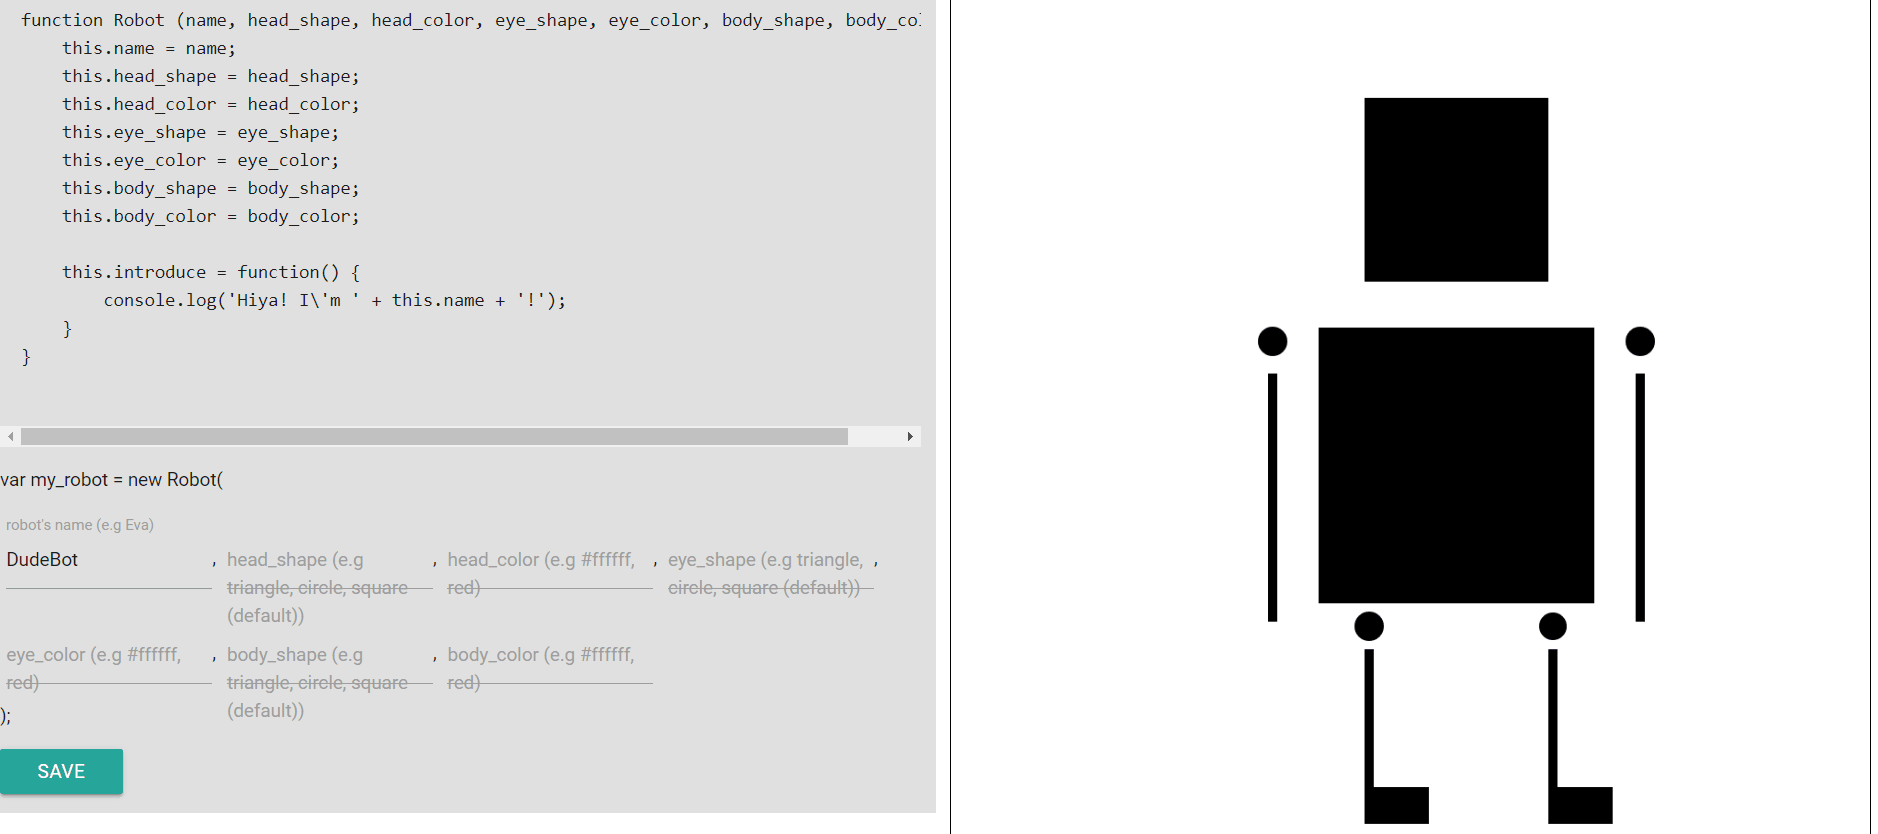 function Robot (name, head_shape, head_color, eye_shape, eye_color, body_shape, body_co
this.name = name;
this.head_shape = head_shape;
this.head_color = head_color;
this.eye_shape = eye_shape;
this.eye_color = eye_color;
this.body_shape = body_shape;
this.body_color = body_color;
this.introduce = function() {
console.log('Hiya! I\'m ' + this.name + '!');
}
}
var my_robot = new Robot(
robot's name (e.g Eva)
DudeBot , head_shape (e.g , head_color (e.g #ffffff, , eye_shape (e.g triangle, ,
triangle, circle, square red) circle, square (default))
(default))
eye_color (e.g #ffffff, , body_shape (e.g , body_color (e.g #ffffff,
red) triangle, circle, square red)
(default))
);
SAVE